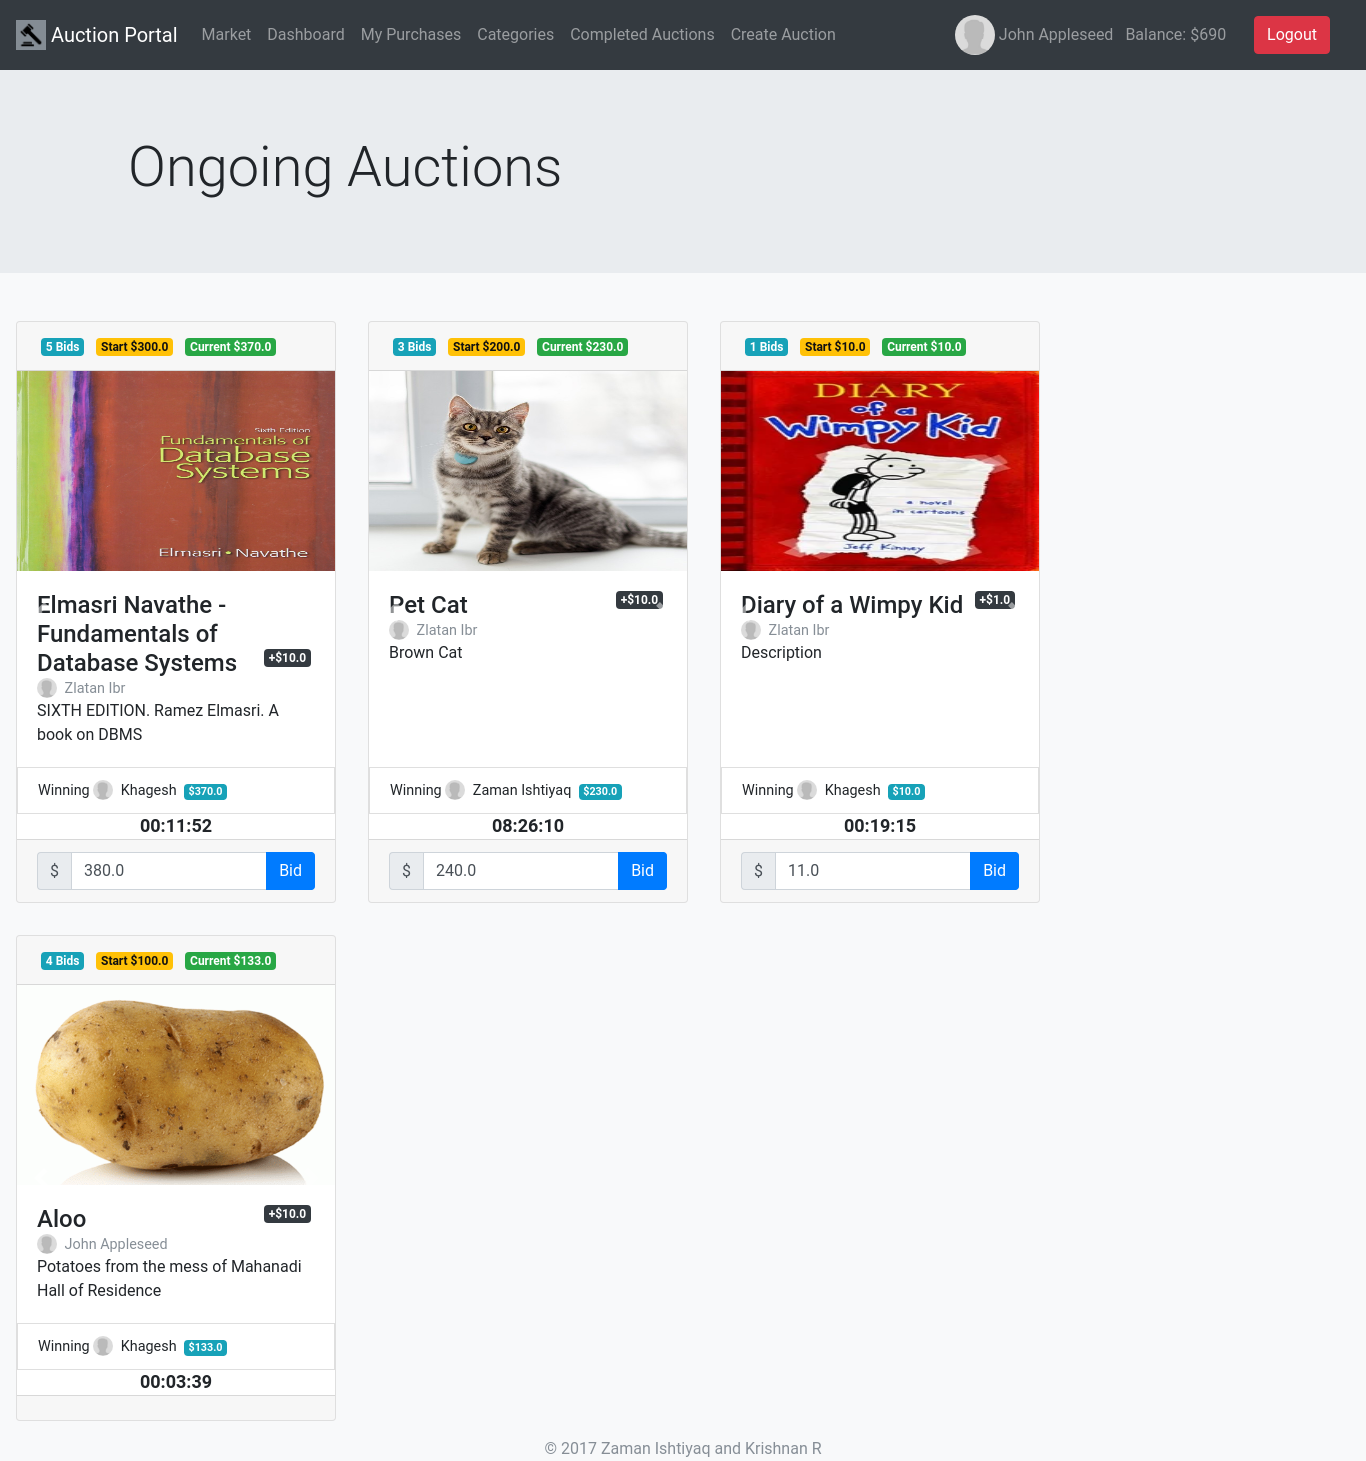 Auction Portal Market Dashboard My Purchases Categories Completed Auctions Create Auction John Appleseed Balance: $690 Logout
Ongoing Auctions
5 Bids Start $300.0 Current $370.0
Sixth Edition
Fundamentals of
Database
Systems
Elmasri • Navathe
Elmasri Navathe -
Fundamentals of
Database Systems +$10.0
Zlatan Ibr
SIXTH EDITION. Ramez Elmasri. A
book on DBMS
Winning Khagesh $370.0
00:11:52
$ 380.0 Bid
3 Bids Start $200.0 Current $230.0
Pet Cat +$10.0
Zlatan Ibr
Brown Cat
Winning Zaman Ishtiyaq $230.0
08:26:10
$ 240.0 Bid
1 Bids Start $10.0 Current $10.0
DIARY
of a
Wimpy Kid
a novel
in cartoons
Jeff Kinney
Diary of a Wimpy Kid +$1.0
Zlatan Ibr
Description
Winning Khagesh $10.0
00:19:15
$ 11.0 Bid
4 Bids Start $100.0 Current $133.0
Aloo +$10.0
John Appleseed
Potatoes from the mess of Mahanadi
Hall of Residence
Winning Khagesh $133.0
00:03:39
© 2017 Zaman Ishtiyaq and Krishnan R